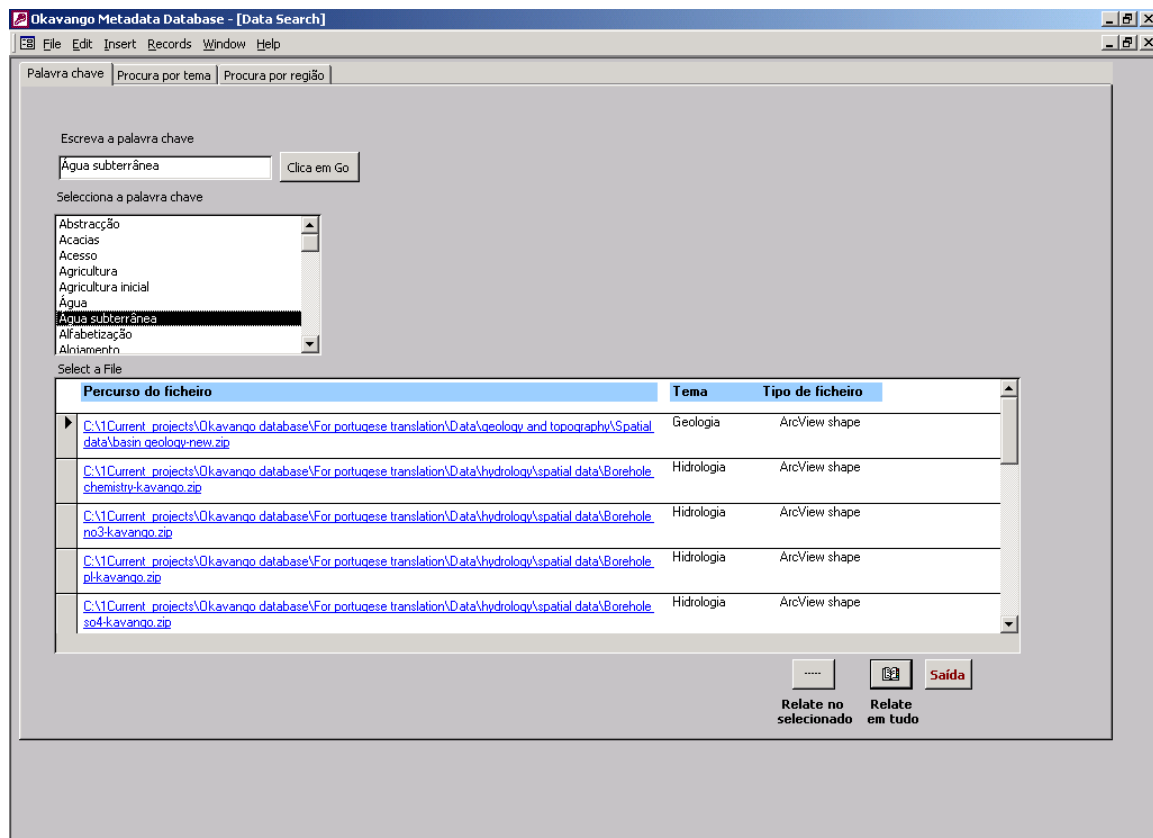 Okavango Metadata Database - [Data Search]
File Edit Insert Records Window Help
Palavra chave Procura por tema Procura por região
Escreva a palavra chave
Água subterrânea Clica em Go
Selecciona a palavra chave
Abstracção
Acacias
Acesso
Agricultura
Agricultura inicial
Água
Água subterrânea
Alfabetização
Alojamento
Select a File
Percurso do ficheiro Tema Tipo de ficheiro
C:\1Current_projects\Okavango database\For portugese translation\Data\geology and topography\Spatial Geologia ArcView shape
data\basin geology-new.zip
C:\1Current_projects\Okavango database\For portugese translation\Data\hydrology\spatial data\Borehole Hidrologia ArcView shape
chemistry-kavango.zip
C:\1Current_projects\Okavango database\For portugese translation\Data\hydrology\spatial data\Borehole Hidrologia ArcView shape
no3-kavango.zip
C:\1Current_projects\Okavango database\For portugese translation\Data\hydrology\spatial data\Borehole Hidrologia ArcView shape
pl-kavango.zip
C:\1Current_projects\Okavango database\For portugese translation\Data\hydrology\spatial data\Borehole Hidrologia ArcView shape
so4-kavango.zip
..... Saída
Relate no Relate
selecionado em tudo